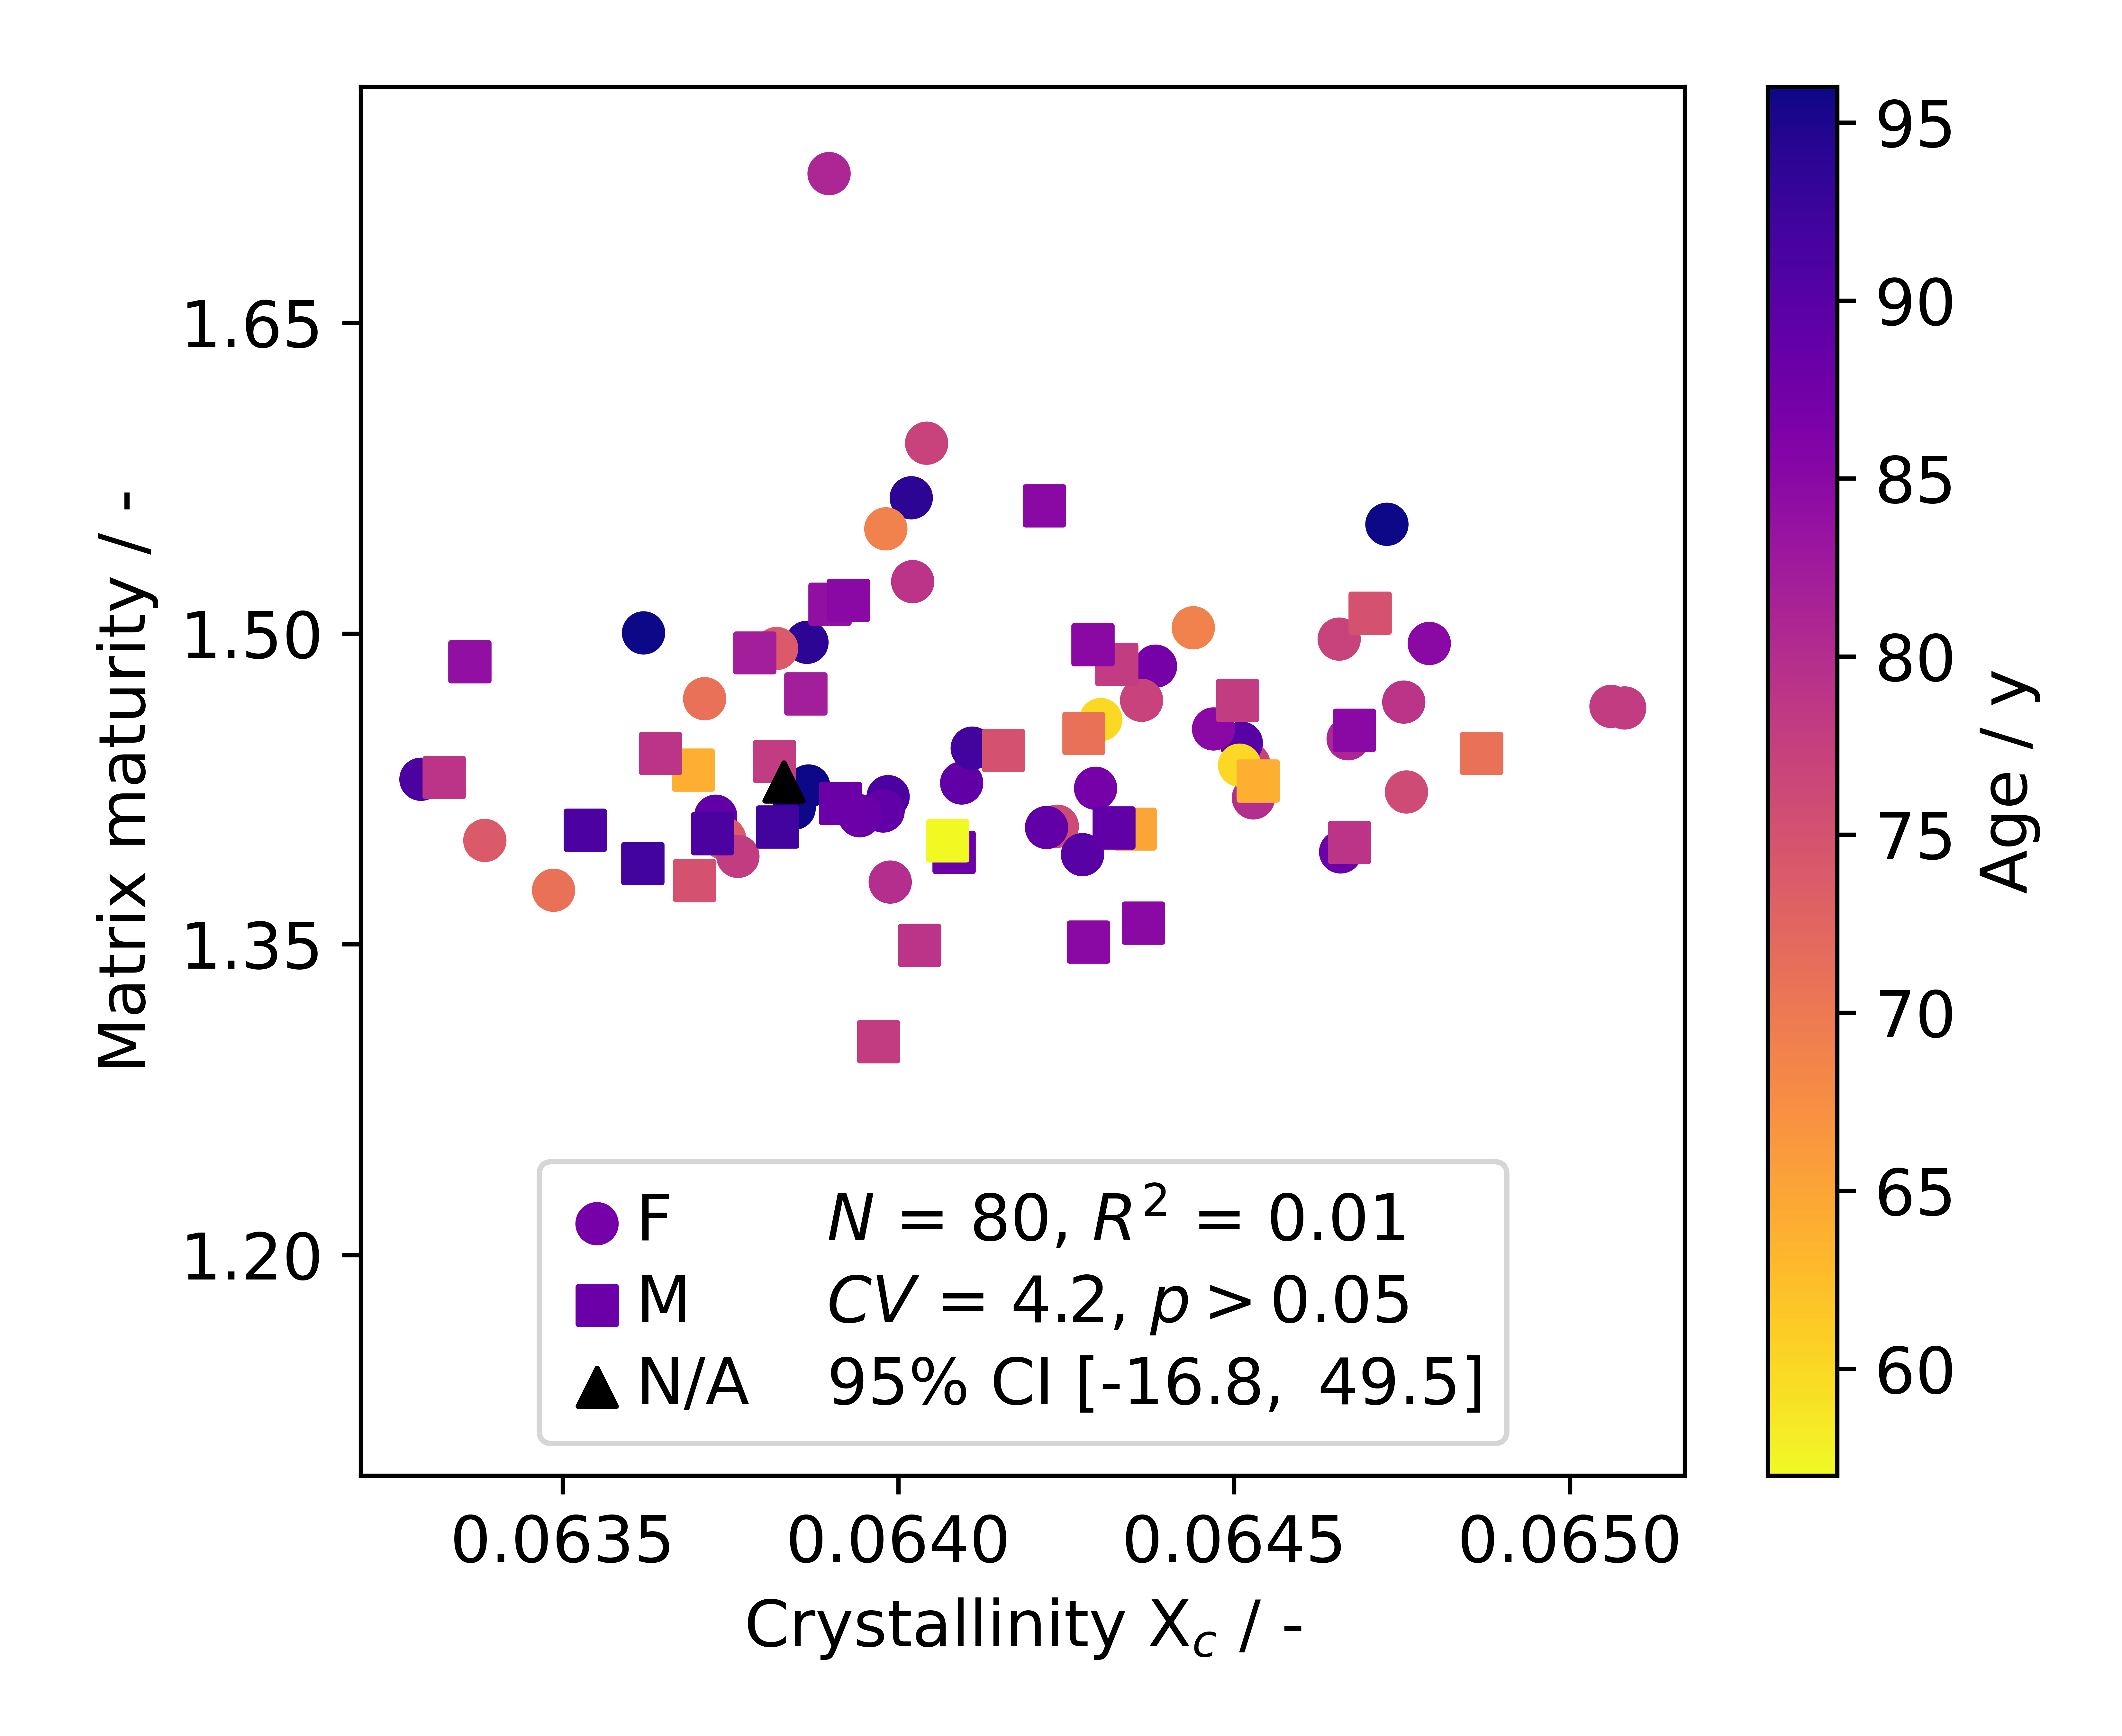 Matrix maturity / -
1.65
1.50
1.35
1.20
F
M
N/A
N = 80, R² = 0.01
CV = 4.2, p > 0.05
95% CI [-16.8, 49.5]
0.0635
0.0640
0.0645
0.0650
Crystallinity X_c / -
95
90
85
80
75
70
65
60
Age / y